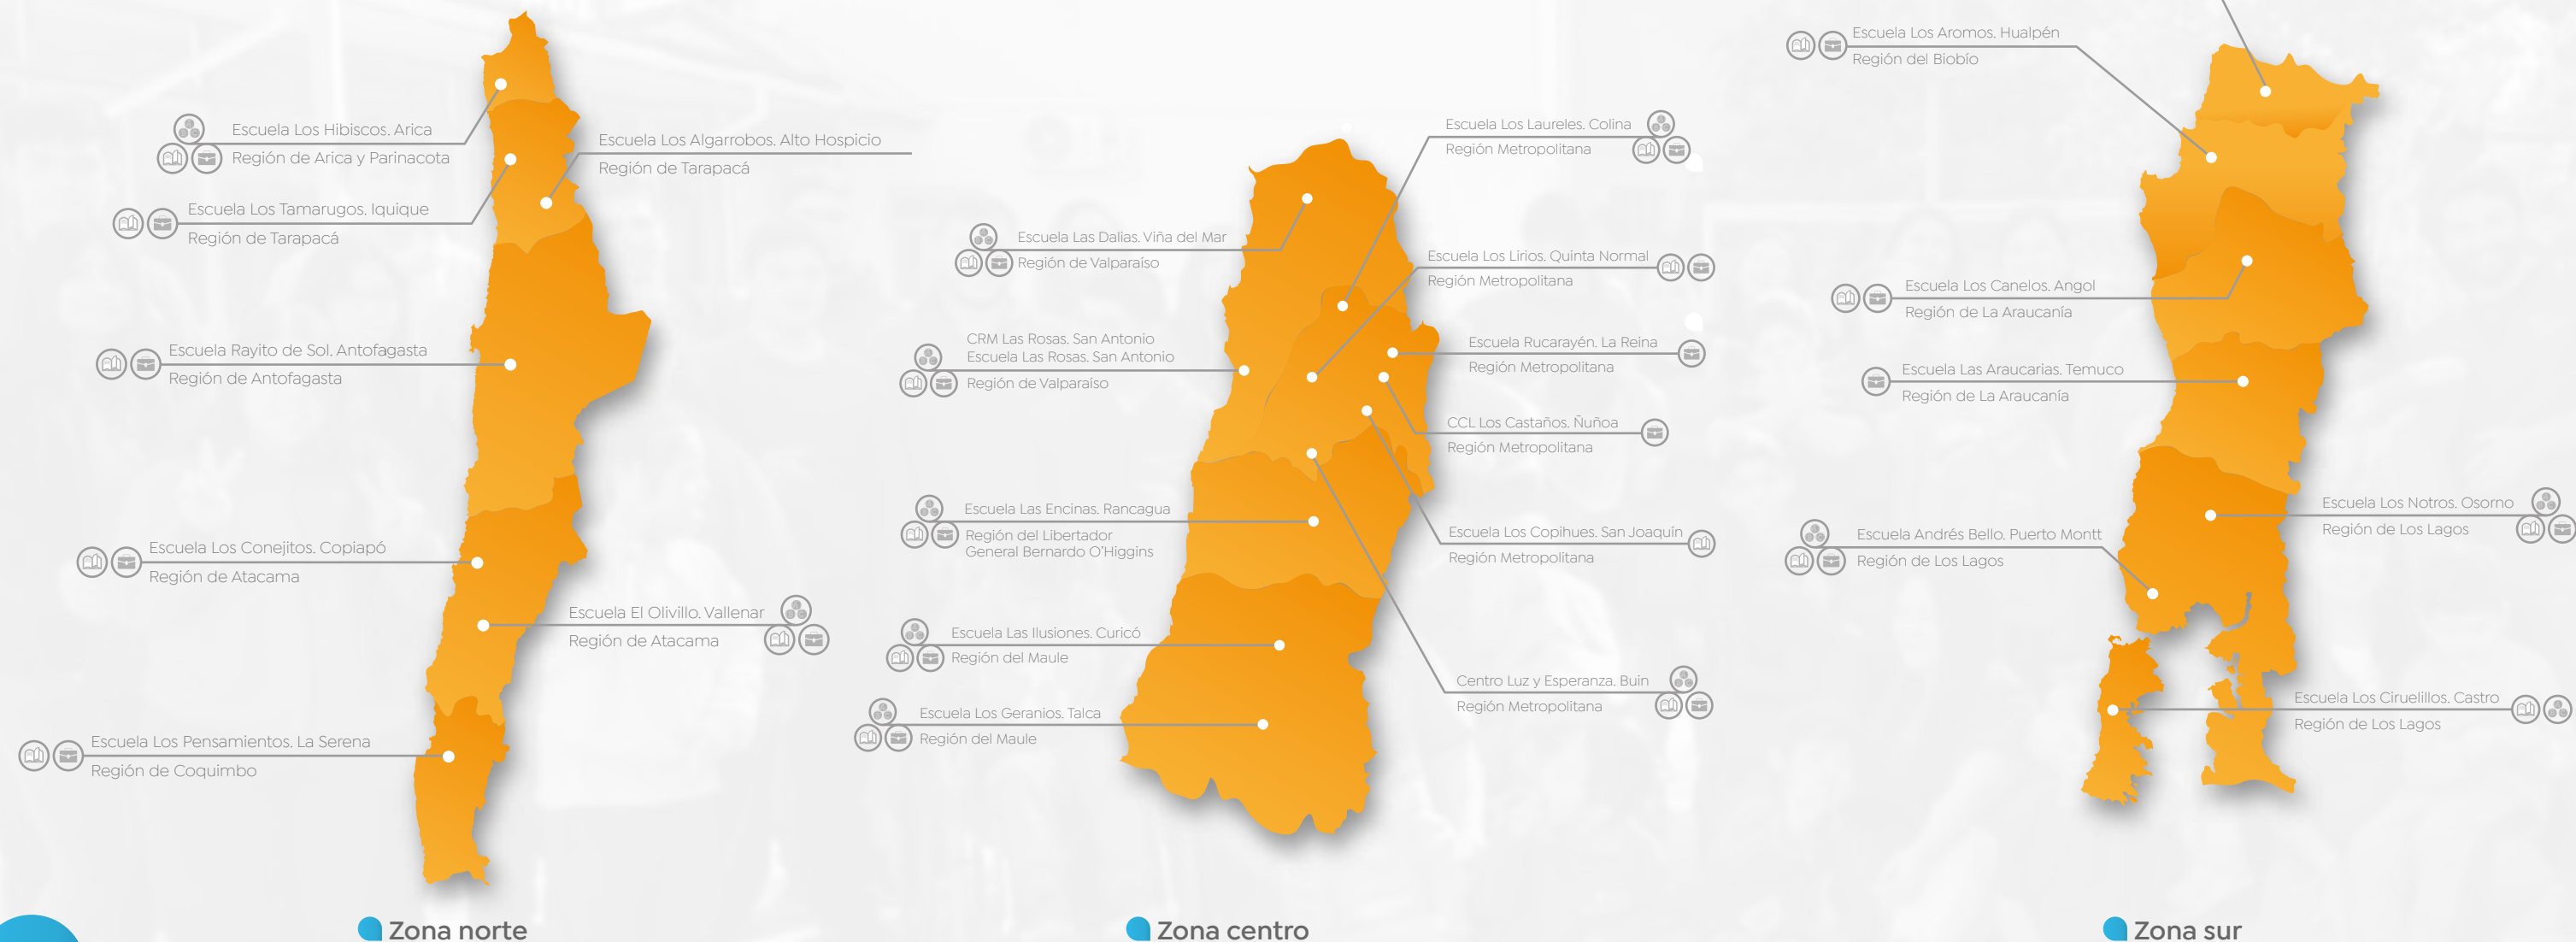 Escuela Los Hibiscos. Arica
Región de Arica y Parinacota
Escuela Los Algarrobos. Alto Hospicio
Región de Tarapacá
Escuela Los Tamarugos. Iquique
Región de Tarapacá
Escuela Rayito de Sol. Antofagasta
Región de Antofagasta
Escuela Los Conejitos. Copiapó
Región de Atacama
Escuela El Olivillo. Vallenar
Región de Atacama
Escuela Los Pensamientos. La Serena
Región de Coquimbo
Zona norte
Escuela Los Laureles. Colina
Región Metropolitana
Escuela Las Dalias. Viña del Mar
Región de Valparaíso
Escuela Los Lirios. Quinta Normal
Región Metropolitana
CRM Las Rosas. San Antonio
Escuela Las Rosas. San Antonio
Región de Valparaíso
Escuela Rucarayén. La Reina
Región Metropolitana
CCL Los Castaños. Ñuñoa
Región Metropolitana
Escuela Las Encinas. Rancagua
Región del Libertador
General Bernardo O'Higgins
Escuela Los Copihues. San Joaquín
Región Metropolitana
Escuela Las Ilusiones. Curicó
Región del Maule
Centro Luz y Esperanza. Buin
Región Metropolitana
Escuela Los Geranios. Talca
Región del Maule
Zona centro
Escuela Los Aromos. Hualpén
Región del Biobío
Escuela Los Canelos. Angol
Región de La Araucanía
Escuela Las Araucarias. Temuco
Región de La Araucanía
Escuela Los Notros. Osorno
Región de Los Lagos
Escuela Andrés Bello. Puerto Montt
Región de Los Lagos
Escuela Los Ciruelillos. Castro
Región de Los Lagos
Zona sur